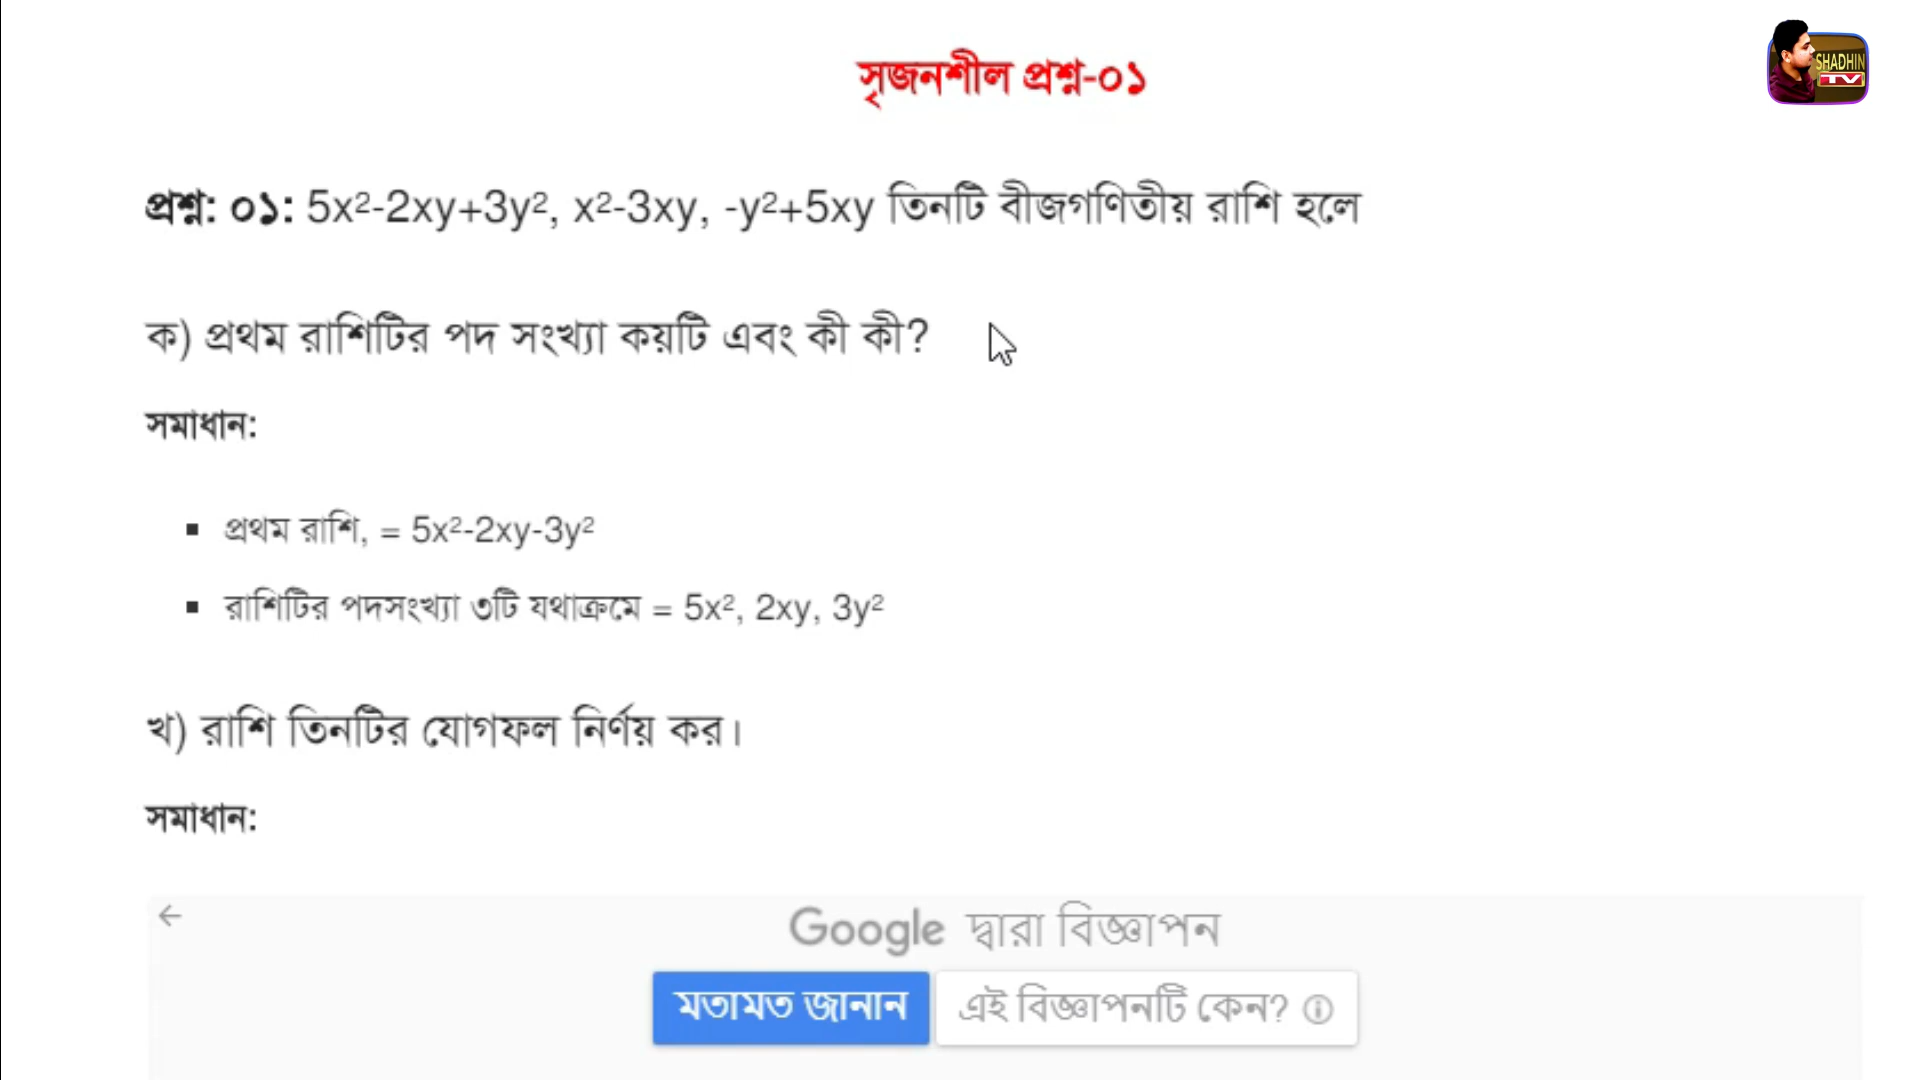 সৃজনশীল প্রশ্ন-০১
SHADHIN
TV
প্রশ্ন: ০১: 5x²-2xy+3y², x²-3xy, -y²+5xy তিনটি বীজগণিতীয় রাশি হলে
ক) প্রথম রাশিটির পদ সংখ্যা কয়টি এবং কী কী?
সমাধান:
▪ প্রথম রাশি, = 5x²-2xy-3y²
▪ রাশিটির পদসংখ্যা ৩টি যথাক্রমে = 5x², 2xy, 3y²
খ) রাশি তিনটির যোগফল নির্ণয় কর।
সমাধান:
Google দ্বারা বিজ্ঞাপন
মতামত জানান
এই বিজ্ঞাপনটি কেন?